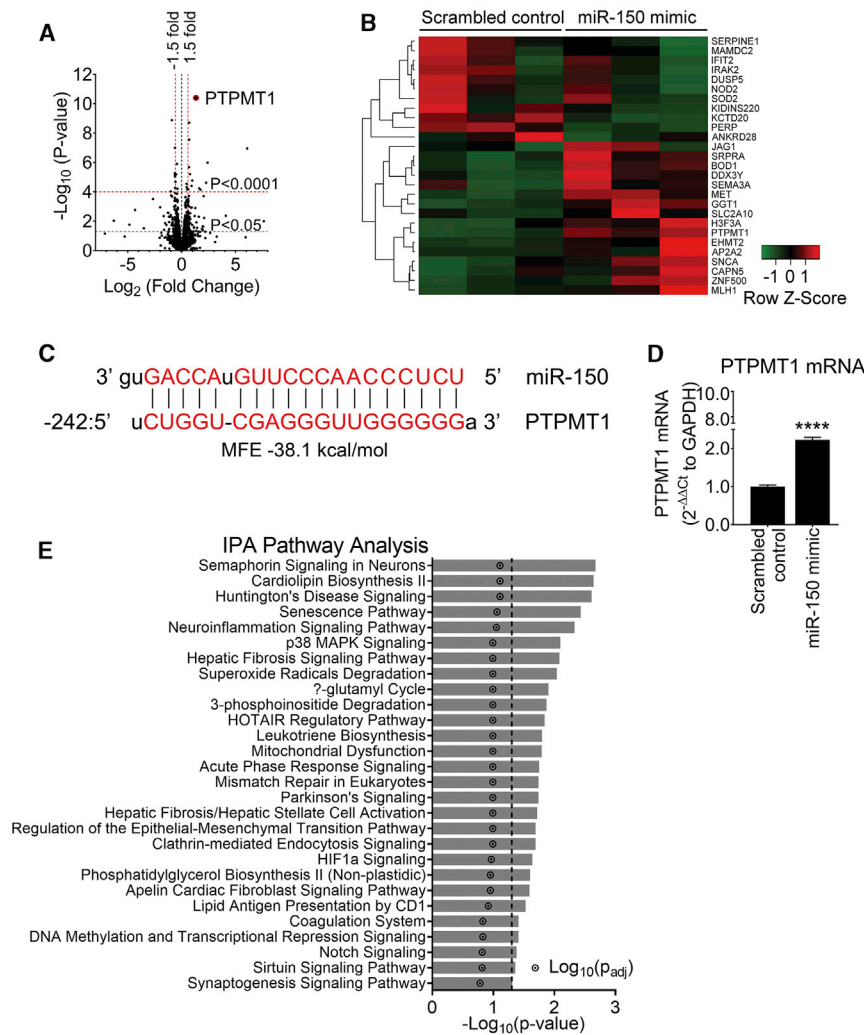 A
- 1.5 fold
1.5 fold
12
10
8
6
4
2
0
PTPMT1
P<0.0001
P<0.05
-5
0
5
-Log10 (P-value)
Log2 (Fold Change)
B
Scrambled control
miR-150 mimic
SERPINE1
MAMDC2
IFIT2
IRAK2
DUSP5
NOD2
SOD2
KIDINS220
KCTD20
PERP
ANKRD28
JAG1
SRPRA
BOD1
DDX3Y
SEMA3A
MET
GGT1
SLC2A10
H3F3A
PTPMT1
EHMT2
AP2A2
SNCA
CAPN5
ZNF500
MLH1
-1 0 1
Row Z-Score
C
3' guGACCAuGUUCCCAACCCUCU 5' miR-150
-242:5' uCUGGU-CGAGGGUUGGGGGGa 3' PTPMT1
MFE -38.1 kcal/mol
D
PTPMT1 mRNA
PTPMT1 mRNA
(2-ΔΔCt to GAPDH)
10.0
8.0
2.0
1.0
0.0
****
Scrambled
control
miR-150 mimic
E
IPA Pathway Analysis
Semaphorin Signaling in Neurons
Cardiolipin Biosynthesis II
Huntington's Disease Signaling
Senescence Pathway
Neuroinflammation Signaling Pathway
p38 MAPK Signaling
Hepatic Fibrosis Signaling Pathway
Superoxide Radicals Degradation
?-glutamyl Cycle
3-phosphoinositide Degradation
HOTAIR Regulatory Pathway
Leukotriene Biosynthesis
Mitochondrial Dysfunction
Acute Phase Response Signaling
Mismatch Repair in Eukaryotes
Parkinson's Signaling
Hepatic Fibrosis/Hepatic Stellate Cell Activation
Regulation of the Epithelial-Mesenchymal Transition Pathway
Clathrin-mediated Endocytosis Signaling
HIF1a Signaling
Phosphatidylglycerol Biosynthesis II (Non-plastidic)
Apelin Cardiac Fibroblast Signaling Pathway
Lipid Antigen Presentation by CD1
Coagulation System
DNA Methylation and Transcriptional Repression Signaling
Notch Signaling
Sirtuin Signaling Pathway
Synaptogenesis Signaling Pathway
Log10(padj)
0 1 2 3
-Log10(p-value)